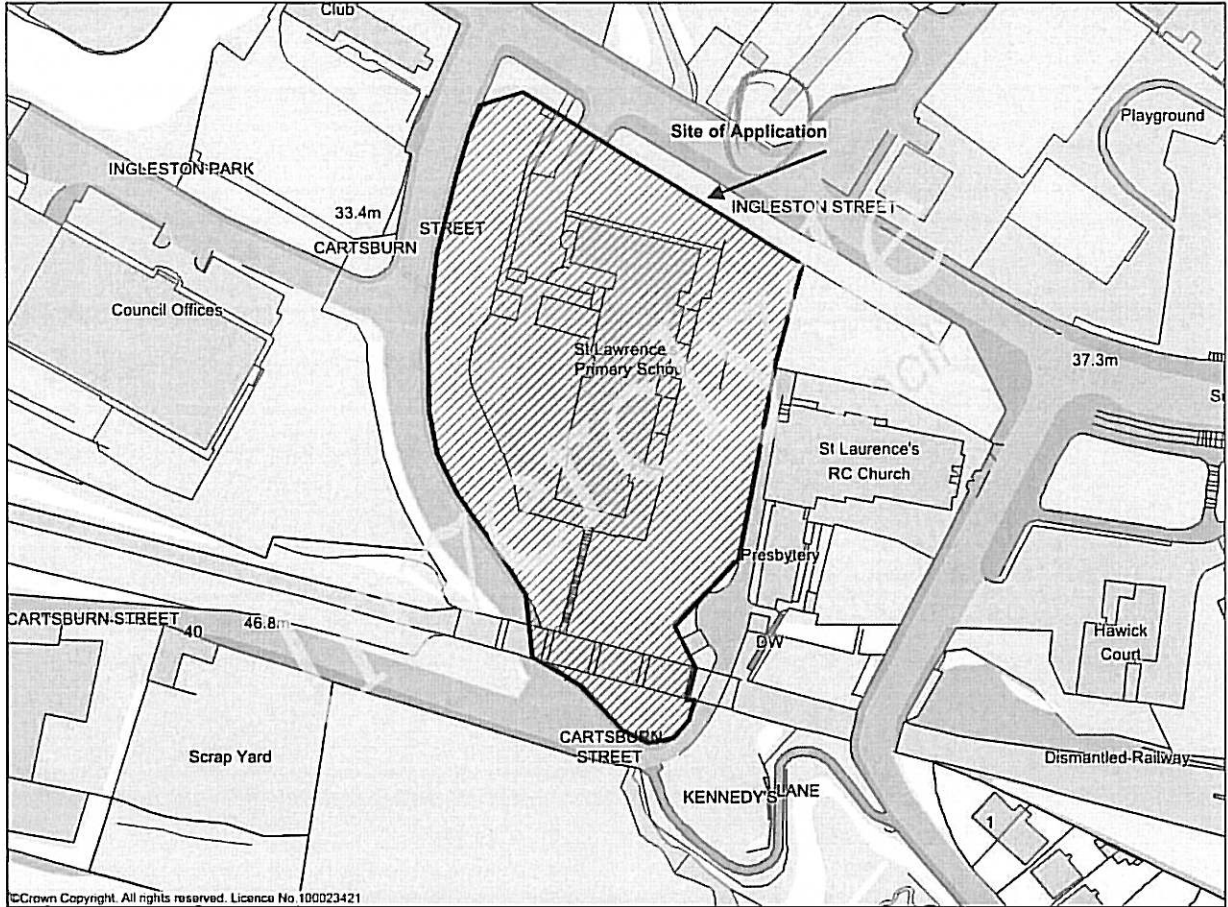 Club
Playground
Site of Application
INGLESTON PARK
33.4m
STREET
INGLESTON STREET
CARTSBURN
Council Offices
St Lawrence's
Primary School
37.3m
St Laurence's
RC Church
Presbytery
CARTSBURN STREET
40
46.8m
DW
Hawick
Court
CARTSBURN
STREET
Scrap Yard
Dismantled Railway
KENNEDY'S LANE
1
©Crown Copyright. All rights reserved. Licence No.100023421